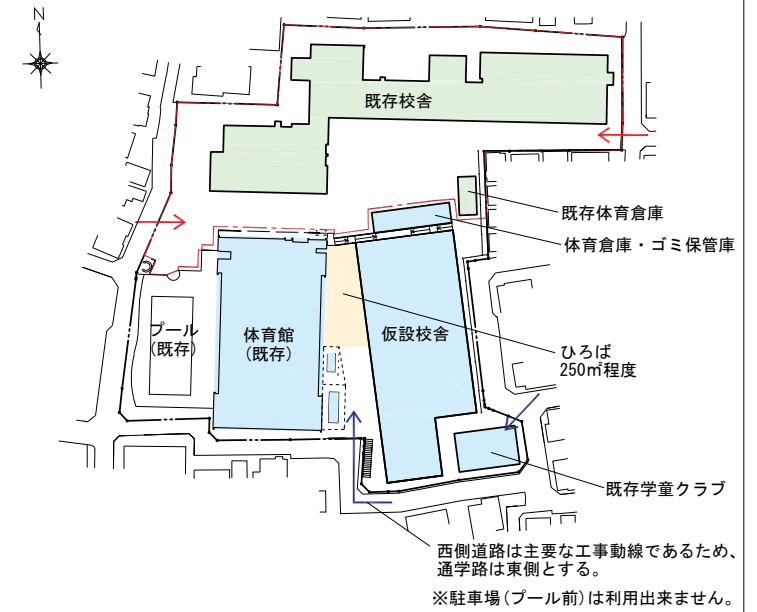 N
既存校舎
既存体育倉庫
体育倉庫・ゴミ保管庫
プール
(既存)
体育館
(既存)
仮設校舎
ひろば
250㎡程度
既存学童クラブ
西側道路は主要な工事動線であるため、
通学路は東側とする。
※駐車場(プール前)は利用出来ません。